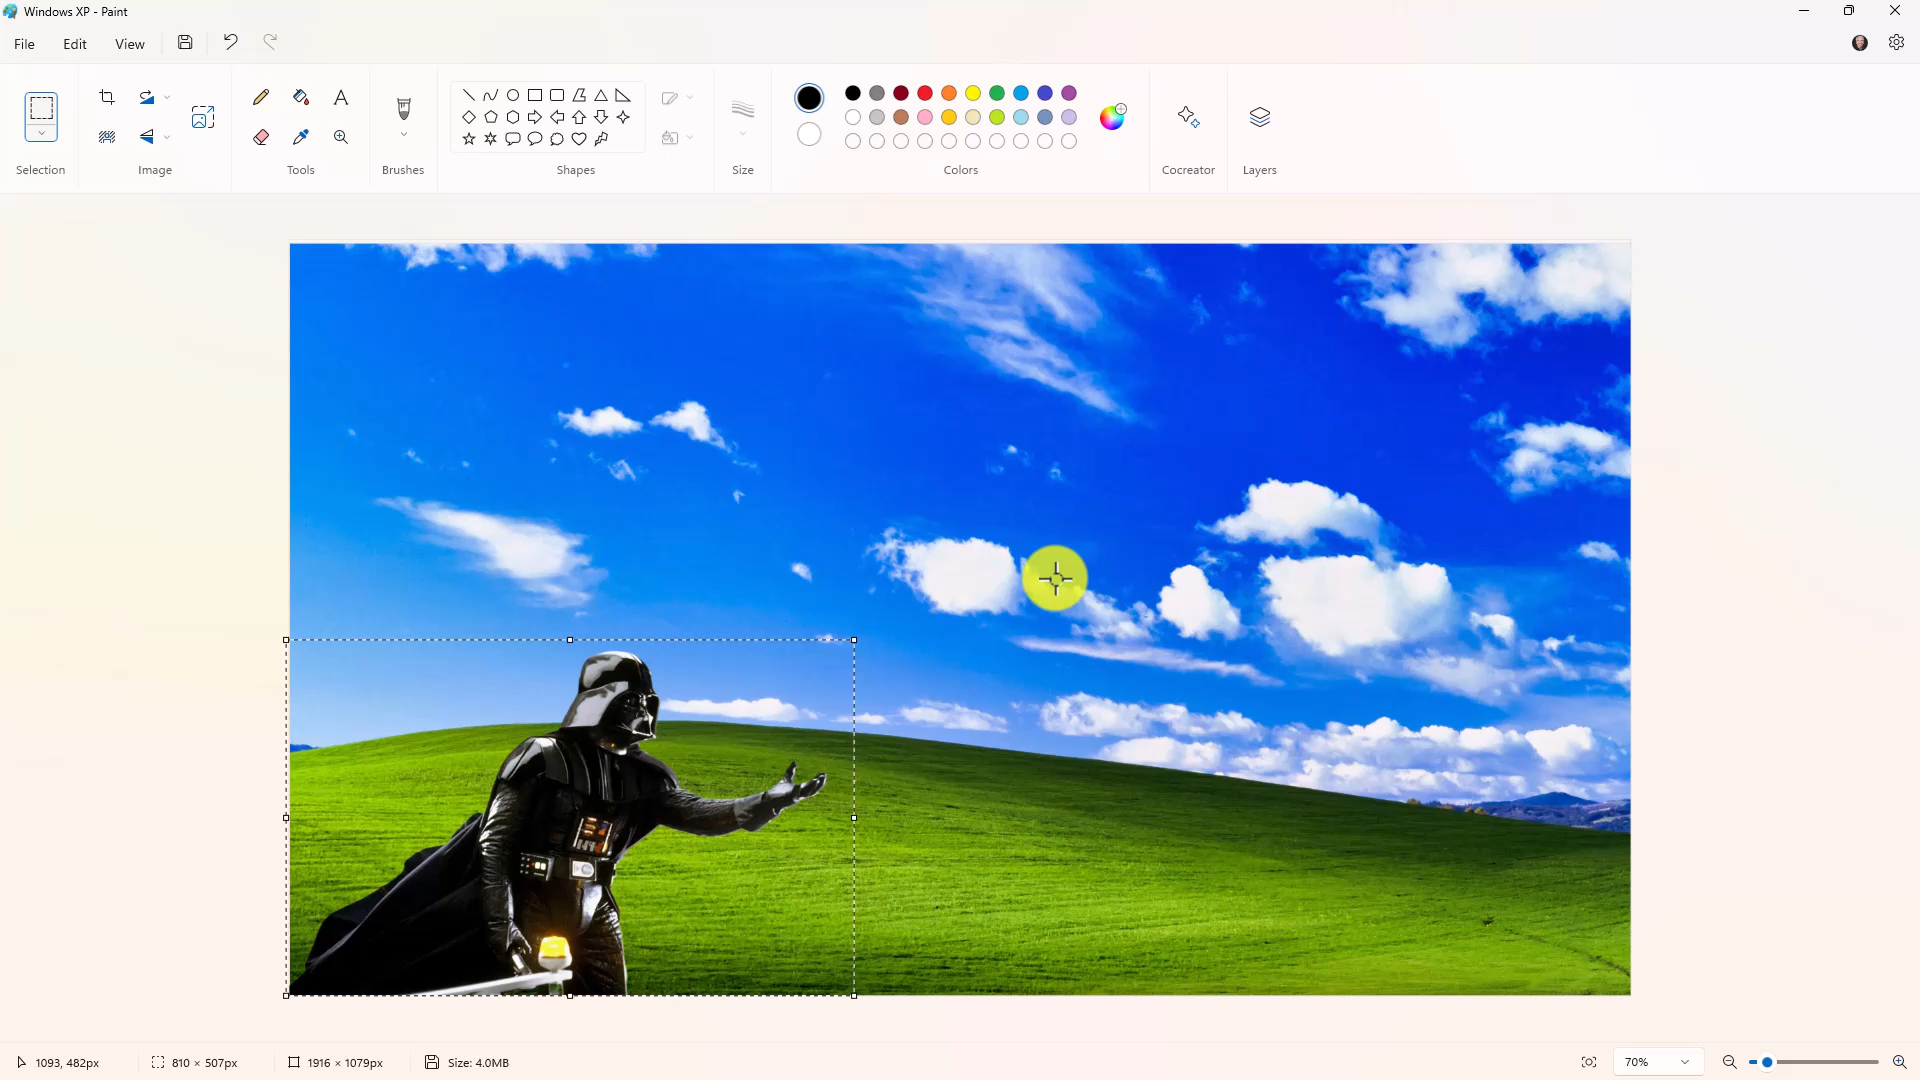 Windows XP - Paint
File Edit View
Selection Image Tools Brushes Shapes Size Colors Cocreator Layers
1093, 482px 810 × 507px 1916 × 1079px Size: 4.0MB 70%